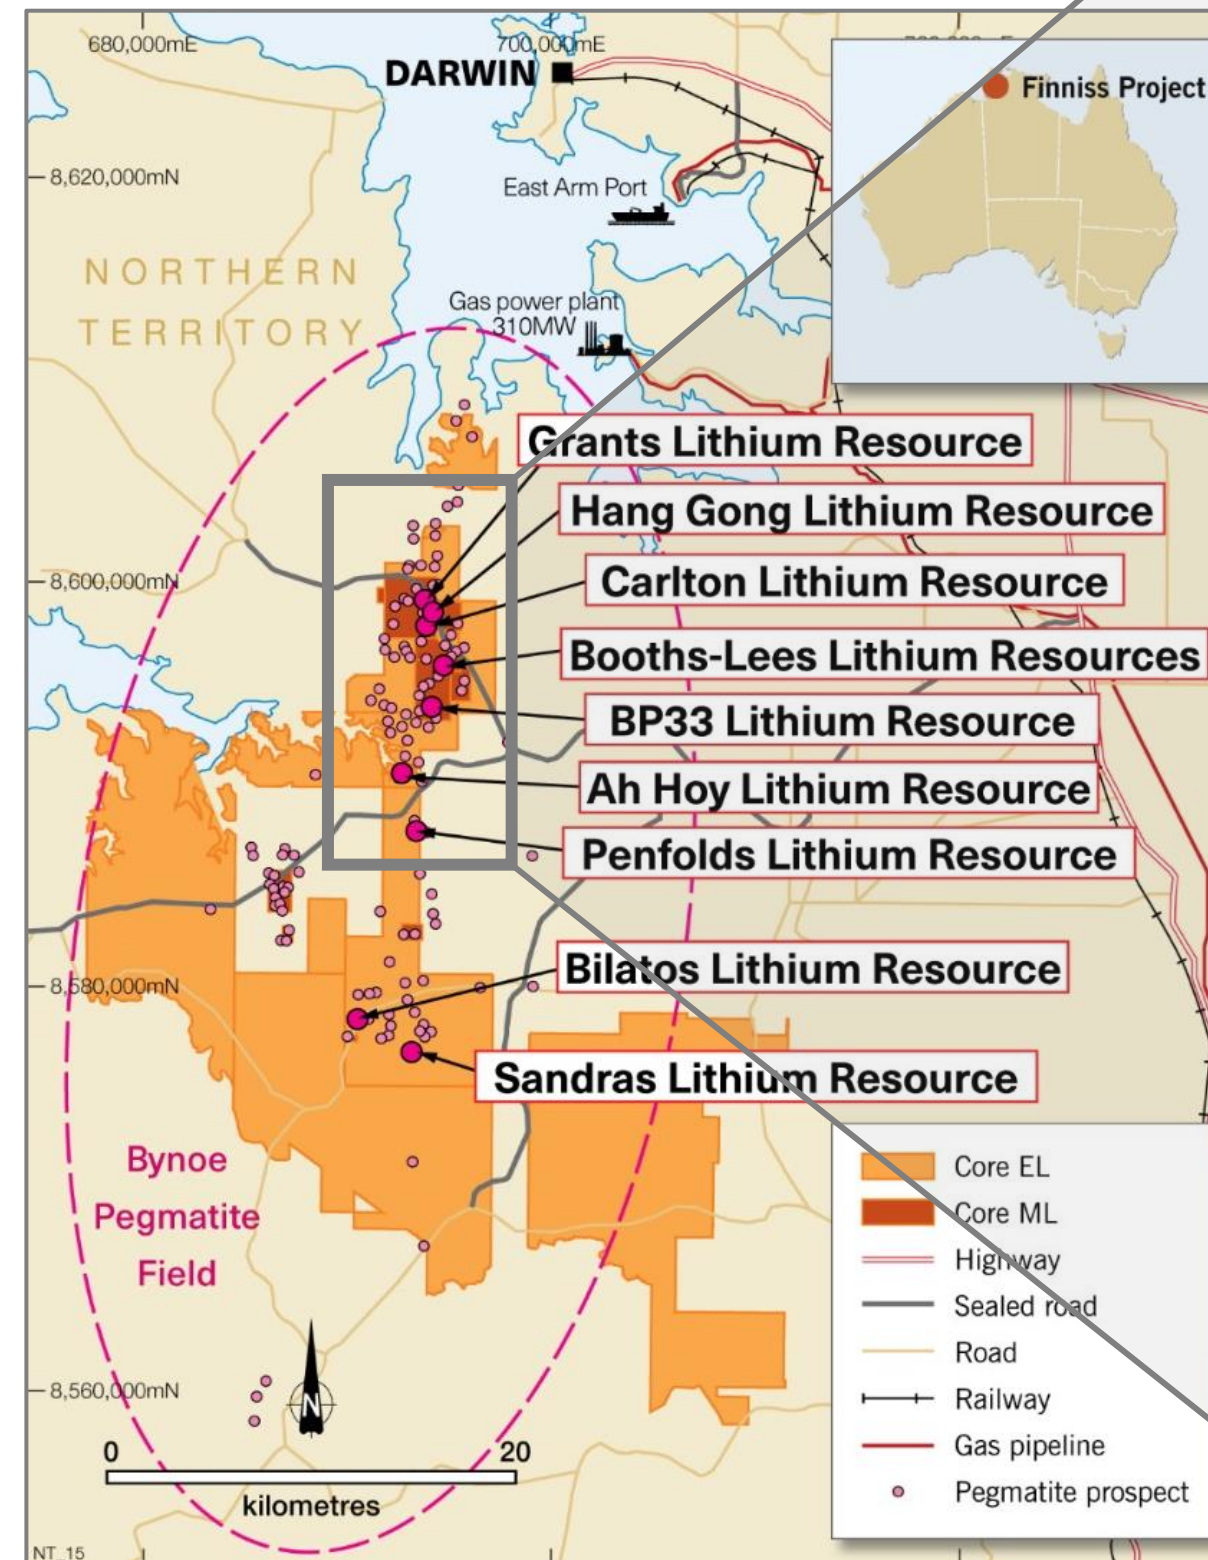 680,000mE
700,000mE
DARWIN
Finniss Project
8,620,000mN
East Arm Port
NORTHERN
TERRITORY
Gas power plant
310MW
Grants Lithium Resource
Hang Gong Lithium Resource
8,600,000mN
Carlton Lithium Resource
Booths-Lees Lithium Resources
BP33 Lithium Resource
Ah Hoy Lithium Resource
Penfolds Lithium Resource
Bilatos Lithium Resource
8,580,000mN
Sandras Lithium Resource
Bynoe
Pegmatite
Field
Core EL
Core ML
Highway
Sealed road
Road
Railway
Gas pipeline
Pegmatite prospect
8,560,000mN
N
0 20
kilometres
NT_15